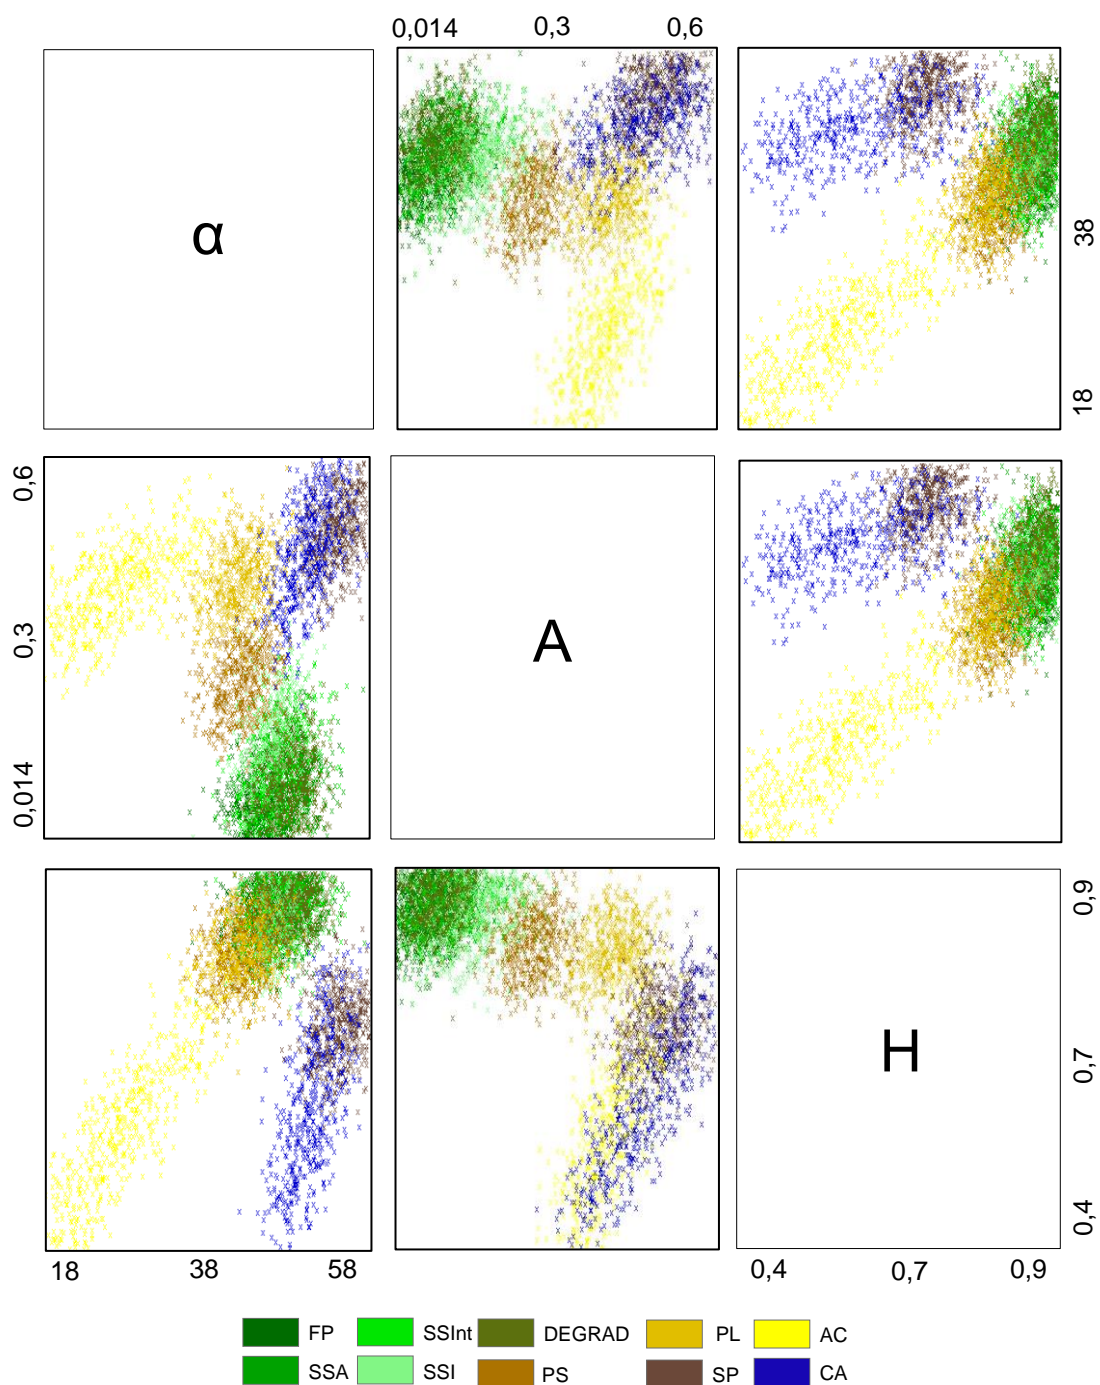 0,014 0,3 0,6
α
38
18
0,6
0,3
0,014
A
H
0,9
0,7
0,4
18 38 58
0,4 0,7 0,9
FP SSInt DEGRAD PL AC
SSA SSI PS SP CA